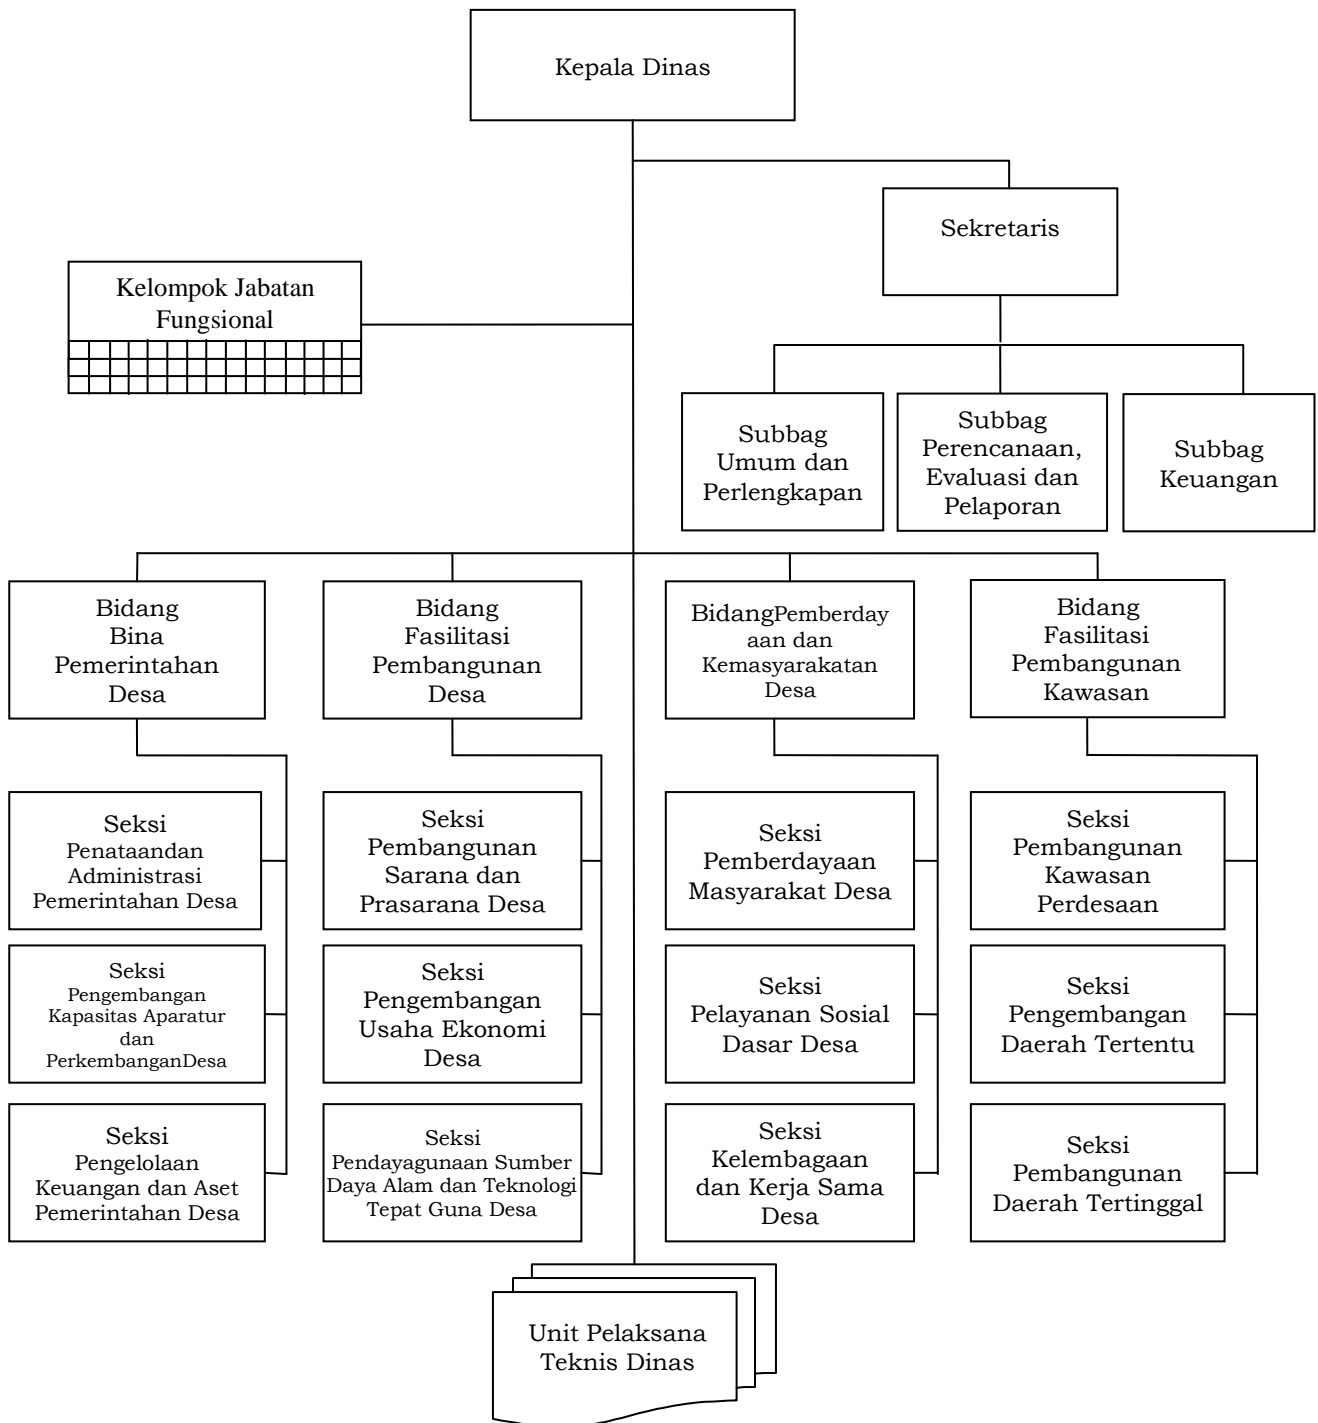 Kepala Dinas
Sekretaris
Kelompok Jabatan
Fungsional
Subbag
Umum dan
Perlengkapan
Subbag
Perencanaan,
Evaluasi dan
Pelaporan
Subbag
Keuangan
Bidang
Bina
Pemerintahan
Desa
Bidang
Fasilitasi
Pembangunan
Desa
BidangPemberday
aan dan
Kemasyarakatan
Desa
Bidang
Fasilitasi
Pembangunan
Kawasan
Seksi
Penataandan
Administrasi
Pemerintahan Desa
Seksi
Pembangunan
Sarana dan
Prasarana Desa
Seksi
Pemberdayaan
Masyarakat Desa
Seksi
Pembangunan
Kawasan
Perdesaan
Seksi
Pengembangan
Kapasitas Aparatur
dan
PerkembanganDesa
Seksi
Pengembangan
Usaha Ekonomi
Desa
Seksi
Pelayanan Sosial
Dasar Desa
Seksi
Pengembangan
Daerah Tertentu
Seksi
Pengelolaan
Keuangan dan Aset
Pemerintahan Desa
Seksi
Pendayagunaan Sumber
Daya Alam dan Teknologi
Tepat Guna Desa
Seksi
Kelembagaan
dan Kerja Sama
Desa
Seksi
Pembangunan
Daerah Tertinggal
Unit Pelaksana
Teknis Dinas